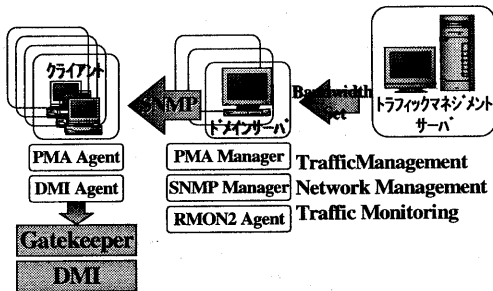 クライアント
SNMP
ドメインサーバ
Bandwidth
トラフィックマネジメント
サーバ
PMA Agent
DMI Agent
Gatekeeper
DMI
PMA Manager
SNMP Manager
RMON2 Agent
TrafficManagement
Network Management
Traffic Monitoring